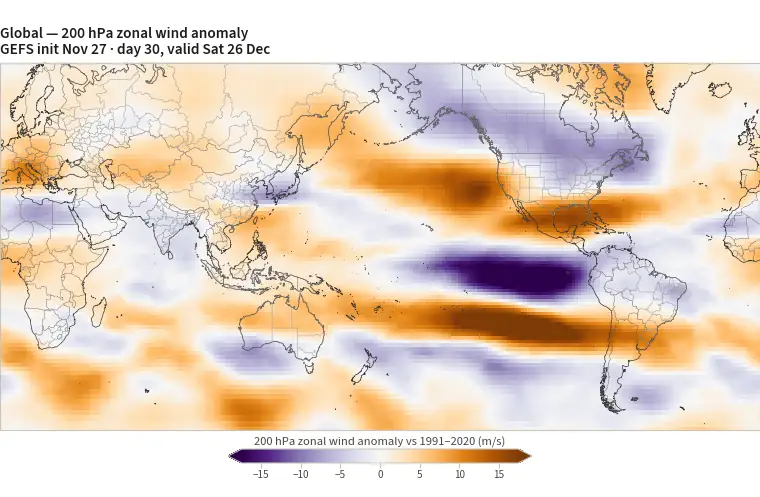 Global — 200 hPa zonal wind anomaly
GEFS init Nov 27 · day 30, valid Sat 26 Dec
200 hPa zonal wind anomaly vs 1991–2020 (m/s)
−15 −10 −5 0 5 10 15